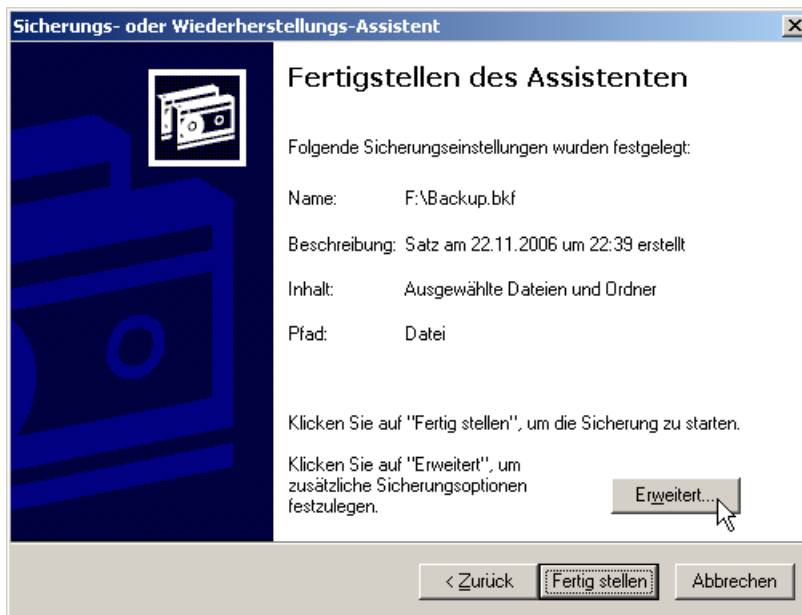 Sicherungs- oder Wiederherstellungs-Assistent
Fertigstellen des Assistenten
Folgende Sicherungseinstellungen wurden festgelegt:
Name: F:\Backup.bkf
Beschreibung: Satz am 22.11.2006 um 22:39 erstellt
Inhalt: Ausgewählte Dateien und Ordner
Pfad: Datei
Klicken Sie auf "Fertig stellen", um die Sicherung zu starten.
Klicken Sie auf "Erweitert", um
zusätzliche Sicherungsoptionen
festzulegen.
Erweitert...
< Zurück Fertig stellen Abbrechen